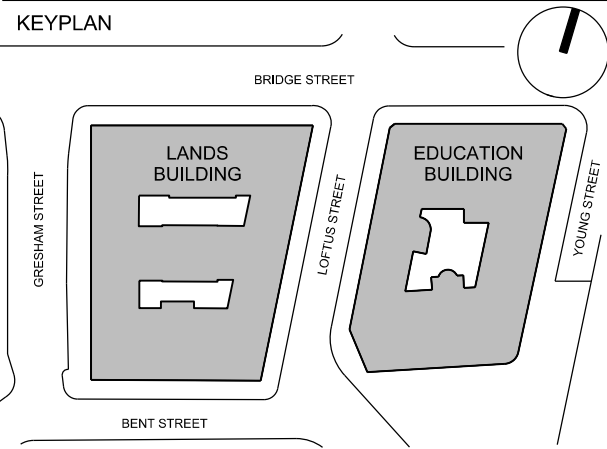 KEYPLAN
BRIDGE STREET
LANDS
BUILDING
EDUCATION
BUILDING
GRESHAM STREET
LOFTUS STREET
YOUNG STREET
BENT STREET